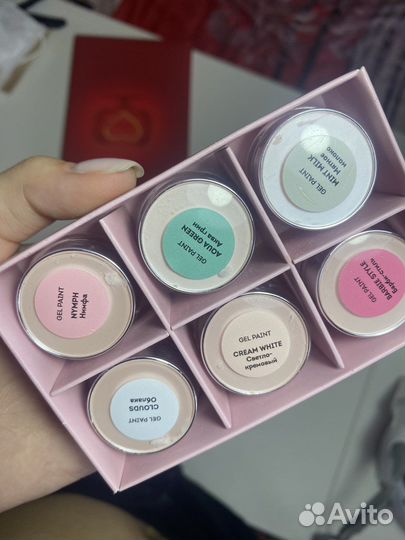 GEL PAINT
MINT MILK
Мятное
молоко
GEL PAINT
AQUA GREEN
Аква грин
GEL PAINT
NYMPH
Нимфа
GEL PAINT
BARBIE STYLE
Барби-стиль
GEL PAINT
CREAM WHITE
Светло-
кремовый
GEL PAINT
CLOUDS
Облака
Avito